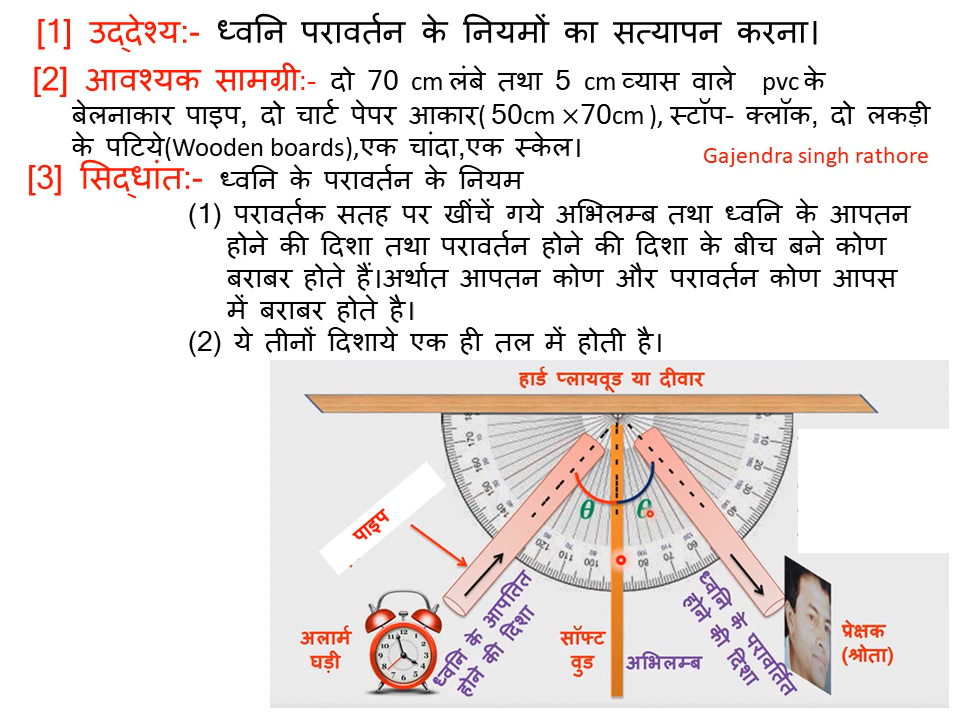 [1] उद्देश्य:- ध्वनि परावर्तन के नियमों का सत्यापन करना।
[2] आवश्यक सामग्री:- दो 70 cm लंबे तथा 5 cm व्यास वाले pvc के
बेलनाकार पाइप, दो चार्ट पेपर आकार( 50cm ×70cm ), स्टॉप- क्लॉक, दो लकड़ी
के पटिये(Wooden boards),एक चांदा,एक स्केल।
Gajendra singh rathore
[3] सिद्धांत:- ध्वनि के परावर्तन के नियम
(1) परावर्तक सतह पर खींचें गये अभिलम्ब तथा ध्वनि के आपतन
होने की दिशा तथा परावर्तन होने की दिशा के बीच बने कोण
बराबर होते हैं।अर्थात आपतन कोण और परावर्तन कोण आपस
में बराबर होते है।
(2) ये तीनों दिशाये एक ही तल में होती है।
हार्ड प्लायवूड या दीवार
पाइप
θ
अलार्म
घड़ी
ध्वनि के आपतित
होने की दिशा
सॉफ्ट
वुड
अभिलम्ब
ध्वनि के परावर्तित
होने की दिशा
प्रेक्षक
(श्रोता)